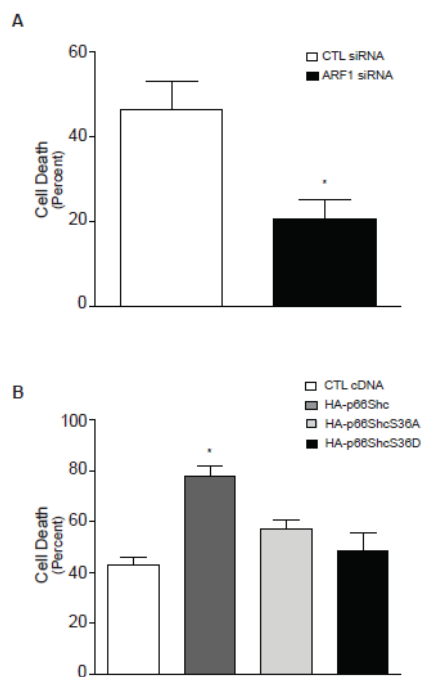 A
60
40
20
0
Cell Death
(Percent)
CTL siRNA
ARF1 siRNA
*
B
100
80
60
40
20
0
Cell Death
(Percent)
CTL cDNA
HA-p66Shc
HA-p66ShcS36A
HA-p66ShcS36D
*